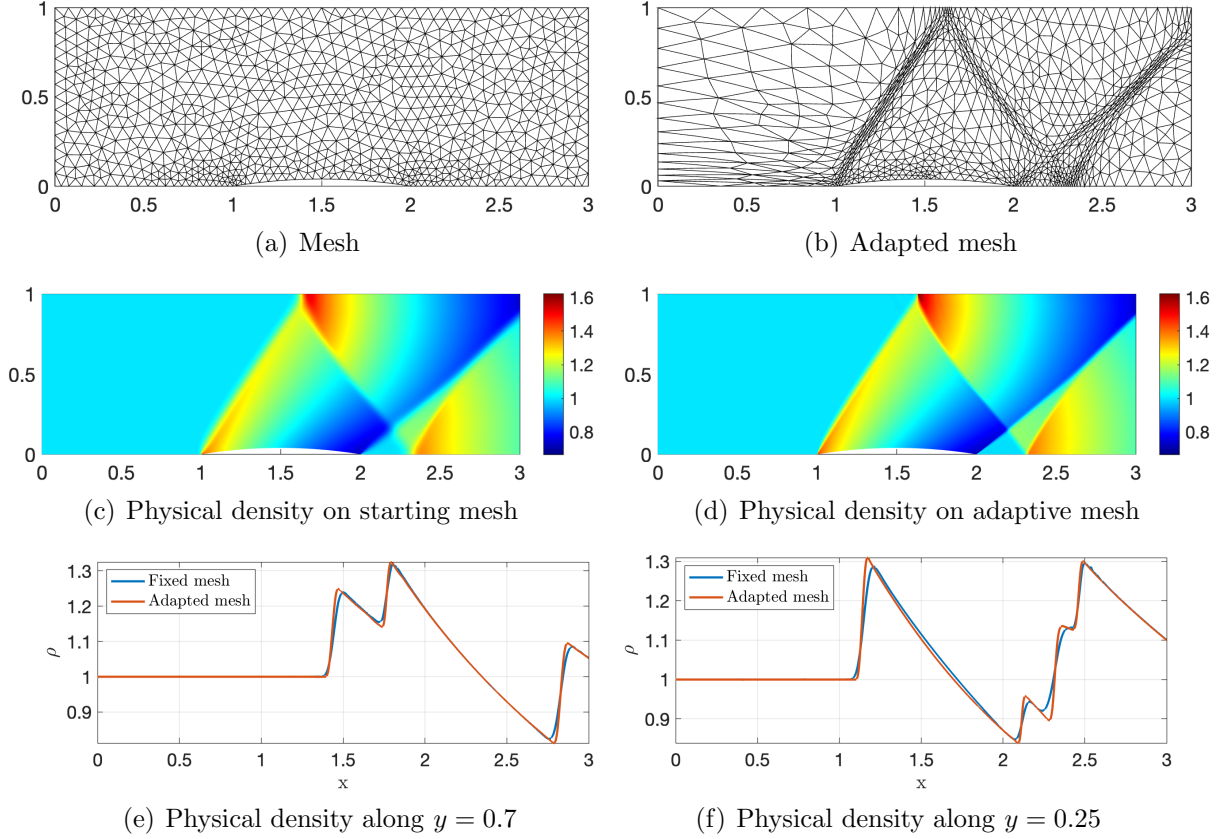 1
0.5
0
0 0.5 1 1.5 2 2.5 3
(a) Mesh
1
0.5
0
0 0.5 1 1.5 2 2.5 3
(b) Adapted mesh
1
0.5
0
0 0.5 1 1.5 2 2.5 3
1.6
1.4
1.2
1
0.8
(c) Physical density on starting mesh
1
0.5
0
0 0.5 1 1.5 2 2.5 3
1.6
1.4
1.2
1
0.8
(d) Physical density on adaptive mesh
1.3
1.2
1.1
1
0.9
ρ
Fixed mesh
Adapted mesh
0 0.5 1 1.5 2 2.5 3
x
(e) Physical density along y = 0.7
1.3
1.2
1.1
1
0.9
ρ
Fixed mesh
Adapted mesh
0 0.5 1 1.5 2 2.5 3
x
(f) Physical density along y = 0.25